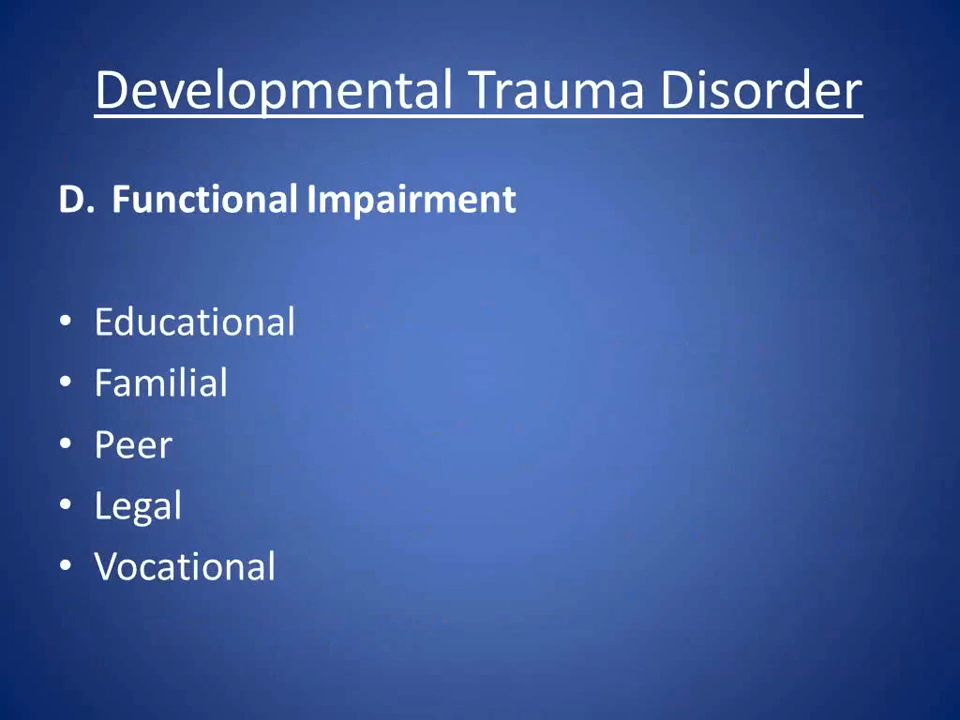 Developmental Trauma Disorder
D. Functional Impairment
• Educational
• Familial
• Peer
• Legal
• Vocational